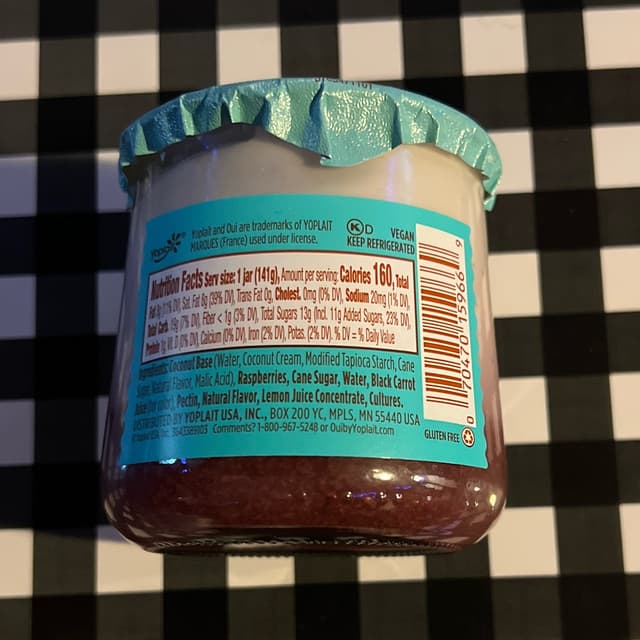 Yoplait®
Yoplait and Oui are trademarks of YOPLAIT
MARQUES (France) used under license.
K D VEGAN
KEEP REFRIGERATED
Nutrition Facts Serv size: 1 jar (141g), Amount per serving: Calories 160, Total
Fat 8g (11% DV), Sat. Fat 8g (39% DV), Trans Fat 0g, Cholest. 0mg (0% DV), Sodium 20mg (1% DV),
Total Carb. 19g (7% DV), Fiber < 1g (3% DV), Total Sugars 13g (Incl. 11g Added Sugars, 23% DV),
Protein 1g, Vit. D (0% DV), Calcium (0% DV), Iron (2% DV), Potas. (2% DV). % DV = % Daily Value
Ingredients: Coconut Base (Water, Coconut Cream, Modified Tapioca Starch, Cane
Sugar, Natural Flavor, Malic Acid), Raspberries, Cane Sugar, Water, Black Carrot
Juice (for color), Pectin, Natural Flavor, Lemon Juice Concentrate, Cultures.
DISTRIBUTED BY YOPLAIT USA, INC., BOX 200 YC, MPLS, MN 55440 USA
© Yoplait USA, Inc. Comments? 1-800-967-5248 or OuibyYoplait.com
GLUTEN FREE
0 70470 15966 9